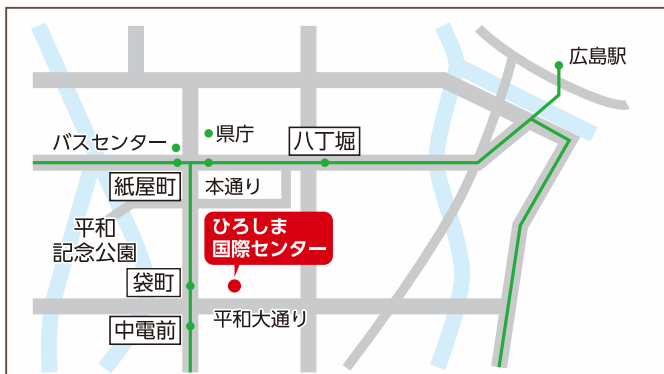 広島駅
県庁
バスセンター
八丁堀
紙屋町
本通り
ひろしま
国際センター
平和
記念公園
袋町
平和大通り
中電前